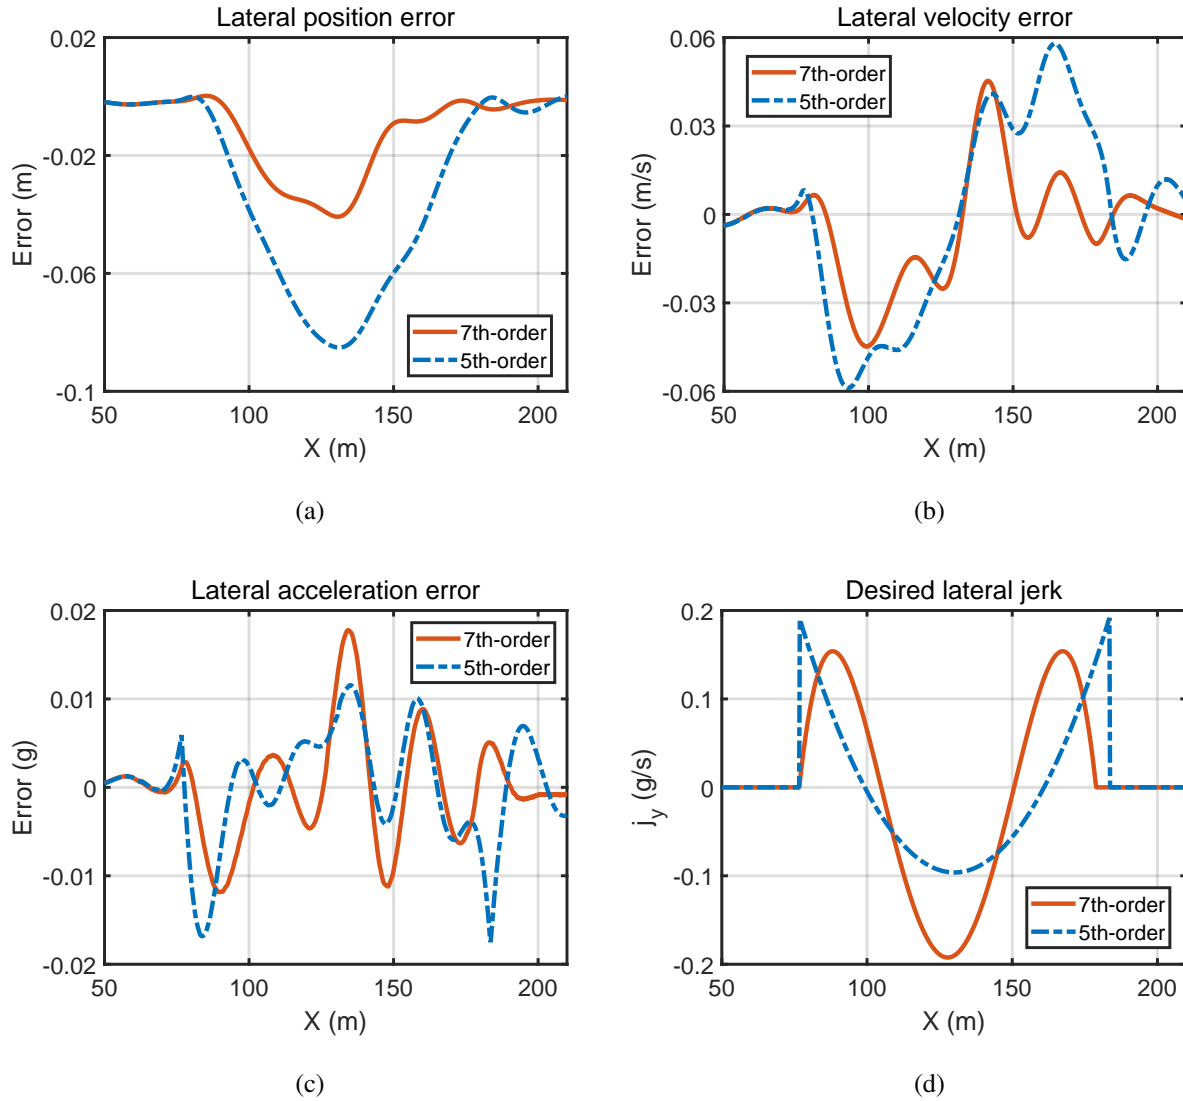 Lateral position error
0.02
-0.02
-0.06
-0.1
Error (m)
7th-order
5th-order
50 100 150 200
X (m)
(a)
Lateral velocity error
0.06
0.03
0
-0.03
-0.06
Error (m/s)
7th-order
5th-order
50 100 150 200
X (m)
(b)
Lateral acceleration error
0.02
0.01
0
-0.01
-0.02
Error (g)
7th-order
5th-order
50 100 150 200
X (m)
(c)
Desired lateral jerk
0.2
0.1
0
-0.1
-0.2
j_y (g/s)
7th-order
5th-order
50 100 150 200
X (m)
(d)